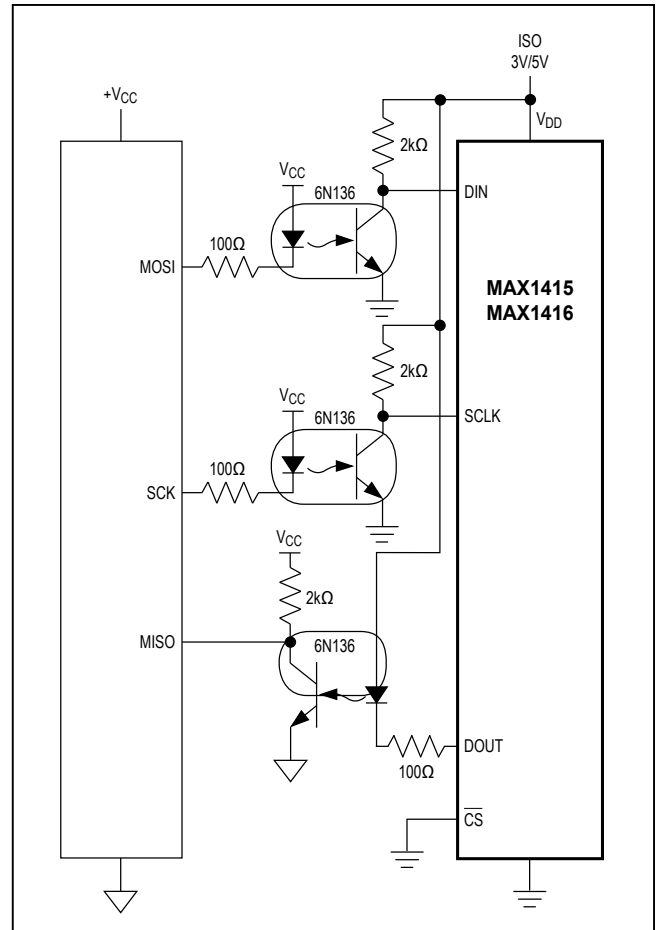 ISO
3V/5V
+VCC
VDD
2kΩ
VCC
6N136
DIN
100Ω
MOSI
MAX1415
MAX1416
2kΩ
VCC
6N136
SCLK
100Ω
SCK
VCC
2kΩ
MISO
6N136
DOUT
100Ω
CS